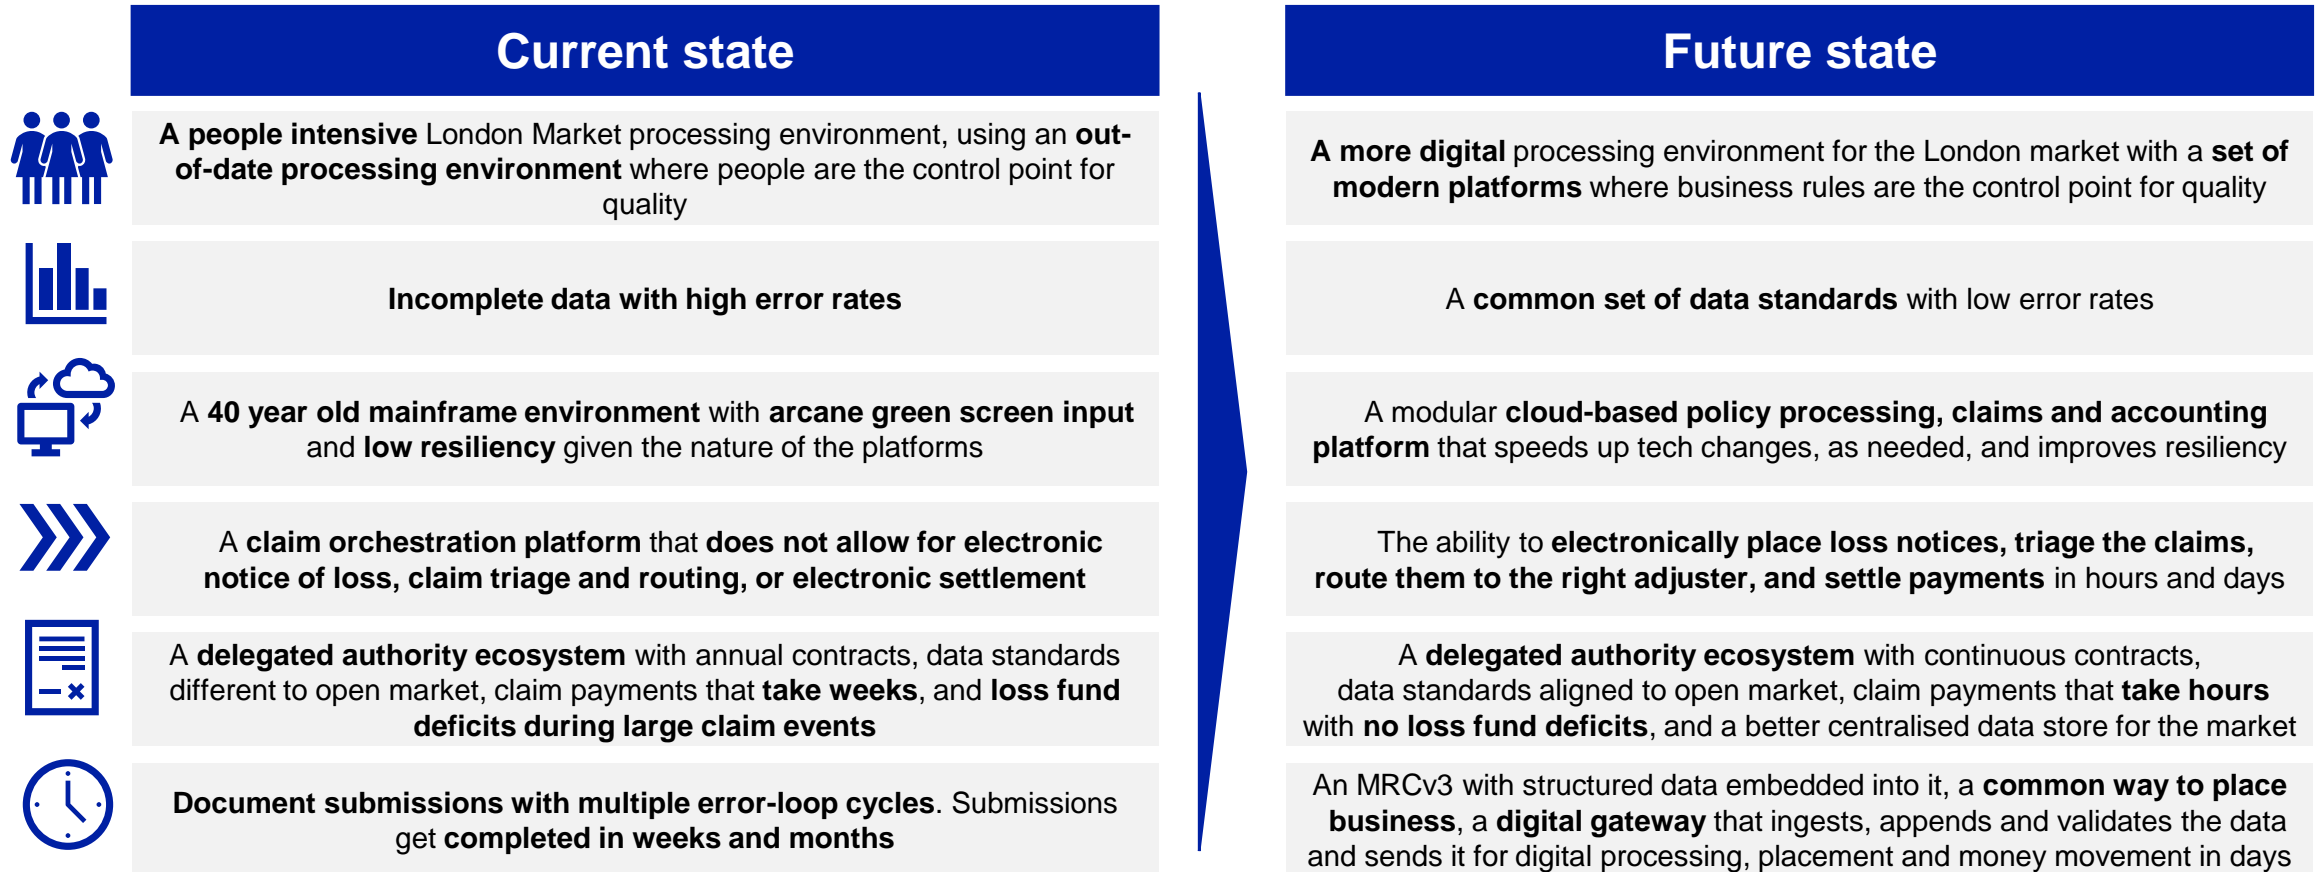 Current state
Future state
A people intensive London Market processing environment, using an out-
of-date processing environment where people are the control point for
quality
A more digital processing environment for the London market with a set of
modern platforms where business rules are the control point for quality
Incomplete data with high error rates
A common set of data standards with low error rates
A 40 year old mainframe environment with arcane green screen input
and low resiliency given the nature of the platforms
A modular cloud-based policy processing, claims and accounting
platform that speeds up tech changes, as needed, and improves resiliency
A claim orchestration platform that does not allow for electronic
notice of loss, claim triage and routing, or electronic settlement
The ability to electronically place loss notices, triage the claims,
route them to the right adjuster, and settle payments in hours and days
A delegated authority ecosystem with annual contracts, data standards
different to open market, claim payments that take weeks, and loss fund
deficits during large claim events
A delegated authority ecosystem with continuous contracts,
data standards aligned to open market, claim payments that take hours
with no loss fund deficits, and a better centralised data store for the market
Document submissions with multiple error-loop cycles. Submissions
get completed in weeks and months
An MRCv3 with structured data embedded into it, a common way to place
business, a digital gateway that ingests, appends and validates the data
and sends it for digital processing, placement and money movement in days